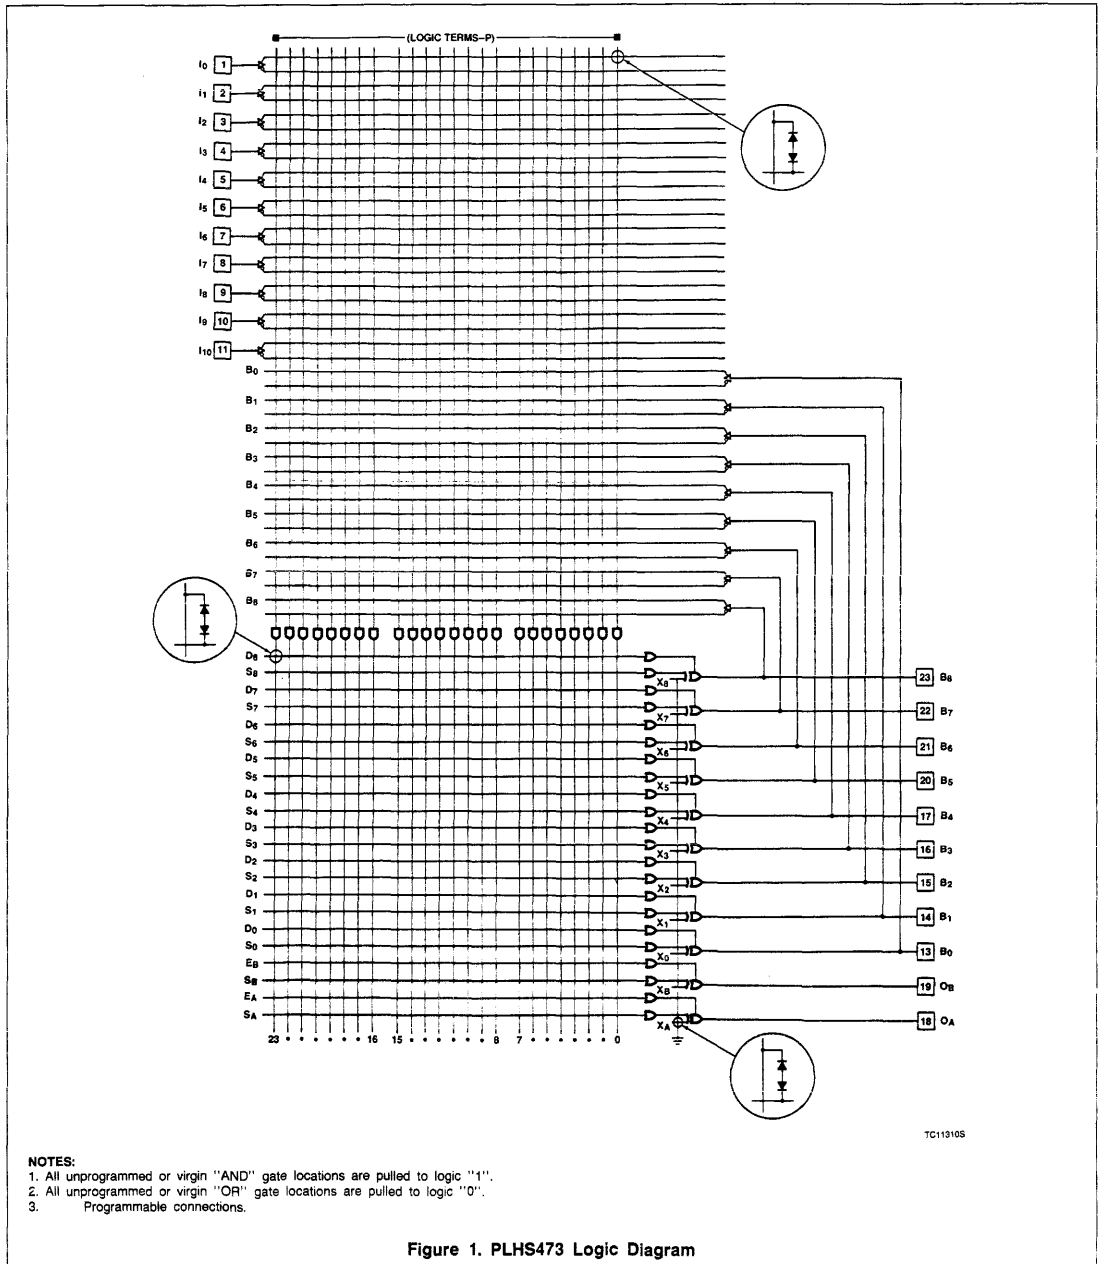 (LOGIC TERMS–P)
I0 1
I1 2
I2 3
I3 4
I4 5
I5 6
I6 7
I7 8
I8 9
I9 10
I10 11
B0
B1
B2
B3
B4
B5
B6
B7
B8
D8
S8
X8
23 B8
D7
S7
X7
22 B7
D6
S6
X6
21 B6
D5
S5
X5
20 B5
D4
S4
X4
17 B4
D3
S3
X3
16 B3
D2
S2
X2
15 B2
D1
S1
X1
14 B1
D0
S0
X0
13 B0
EB
SB
XB
19 OB
EA
SA
XA
18 OA
23 • • • • • • 16 15 • • • • • • 8 7 • • • • • • 0
TC11310S
NOTES:
1. All unprogrammed or virgin "AND" gate locations are pulled to logic "1".
2. All unprogrammed or virgin "OR" gate locations are pulled to logic "0".
3. Programmable connections.
Figure 1. PLHS473 Logic Diagram